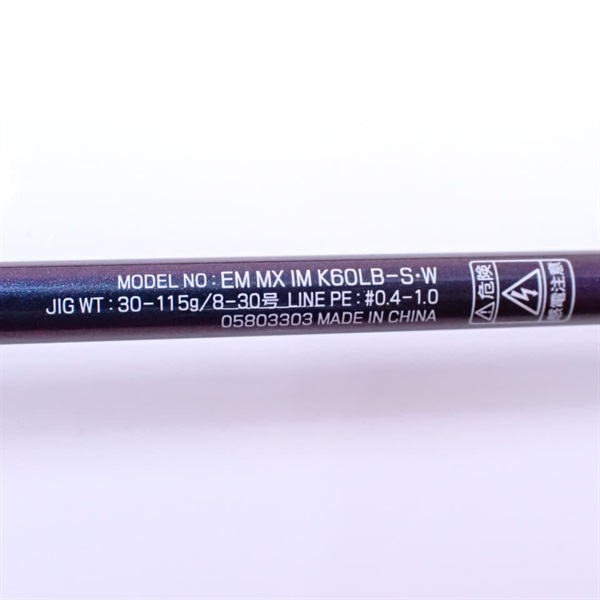 MODEL NO : EM MX IM K60LB-S·W
JIG WT : 30-115g/8-30号 LINE PE : #0.4-1.0
05803303 MADE IN CHINA
危険
感電注意